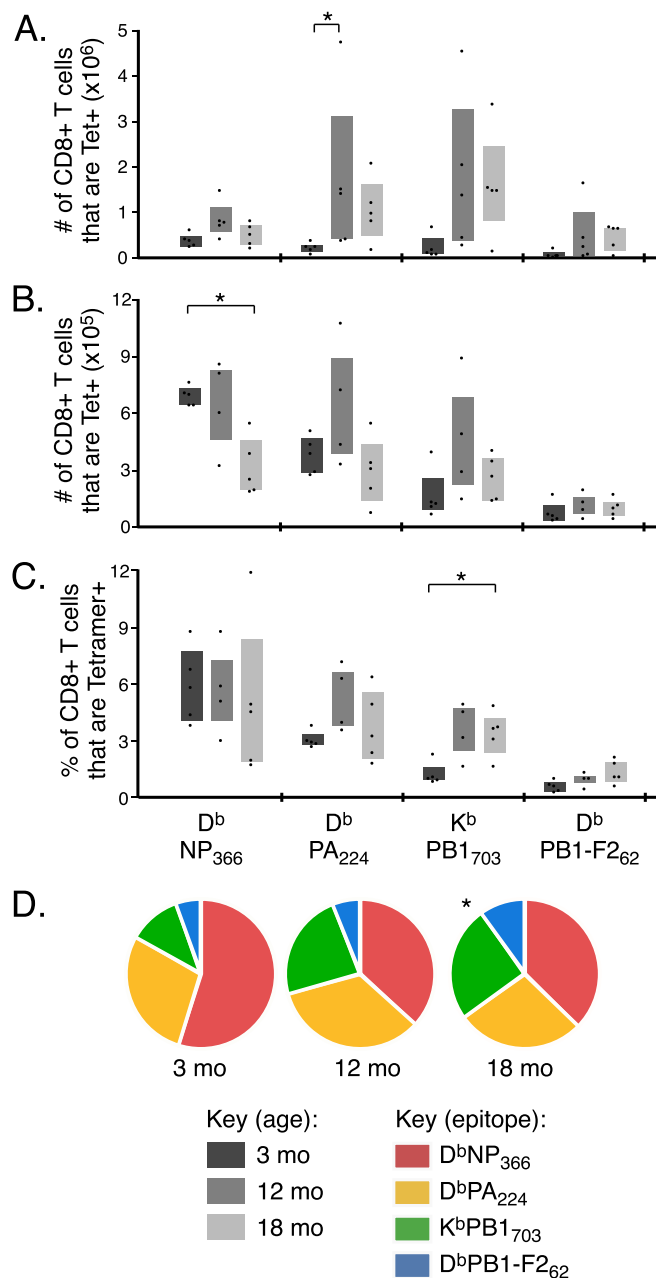 A.
# of CD8+ T cells
that are Tet+ (x10⁶)
5
4
3
2
1
0
*
B.
# of CD8+ T cells
that are Tet+ (x10⁵)
12
9
6
3
0
*
C.
% of CD8+ T cells
that are Tetramer+
12
9
6
3
0
*
Dᵇ Dᵇ Kᵇ Dᵇ
NP₃₆₆ PA₂₂₄ PB1₇₀₃ PB1-F2₆₂
D.
*
3 mo 12 mo 18 mo
Key (age): Key (epitope):
3 mo DᵇNP₃₆₆
12 mo DᵇPA₂₂₄
18 mo KᵇPB1₇₀₃
DᵇPB1-F2₆₂